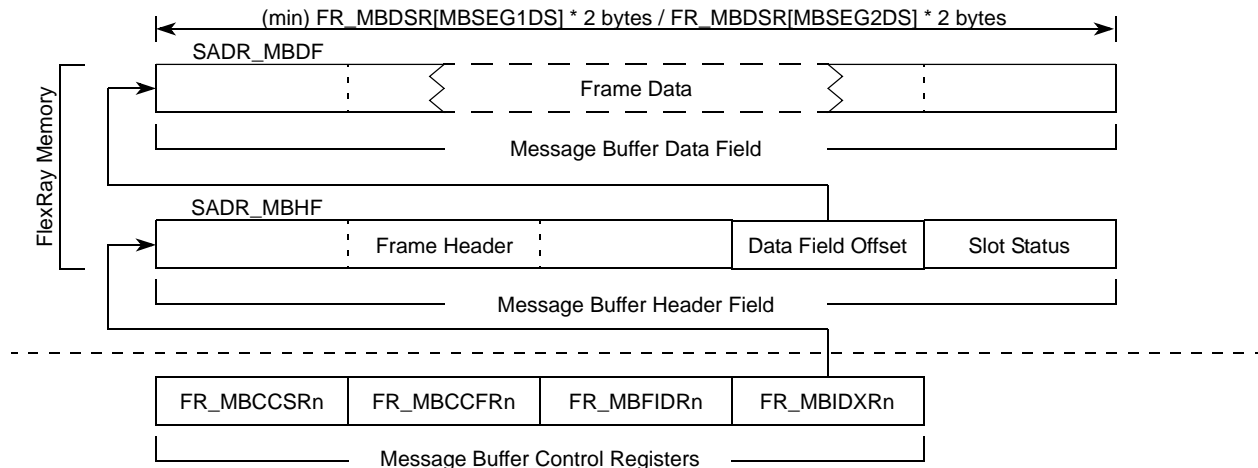 (min) FR_MBDSR[MBSEG1DS] * 2 bytes / FR_MBDSR[MBSEG2DS] * 2 bytes
SADR_MBDF
Frame Data
Message Buffer Data Field
FlexRay Memory
SADR_MBHF
Frame Header
Data Field Offset
Slot Status
Message Buffer Header Field
FR_MBCCSRn
FR_MBCCFRn
FR_MBFIDRn
FR_MBIDXRn
Message Buffer Control Registers